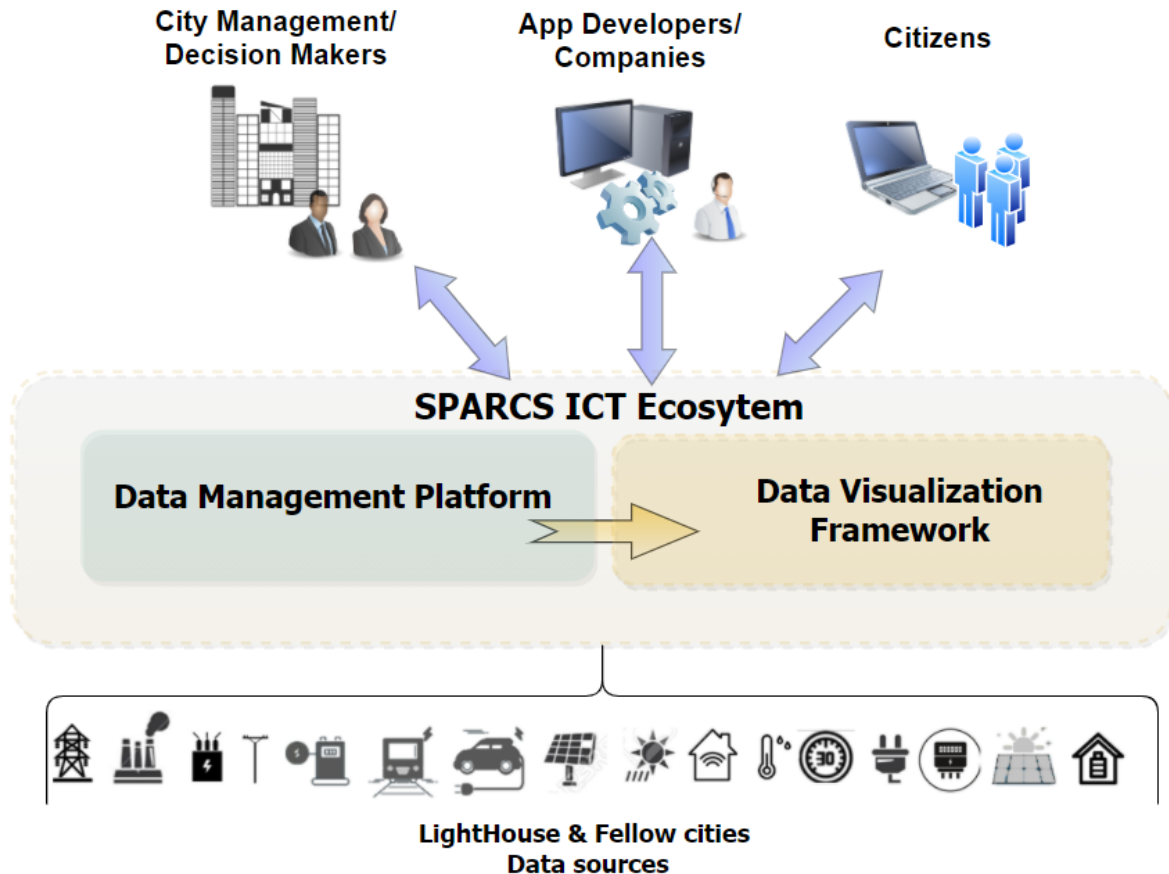 City Management/
Decision Makers
App Developers/
Companies
Citizens
SPARCS ICT Ecosytem
Data Management Platform
Data Visualization
Framework
30
LightHouse & Fellow cities
Data sources